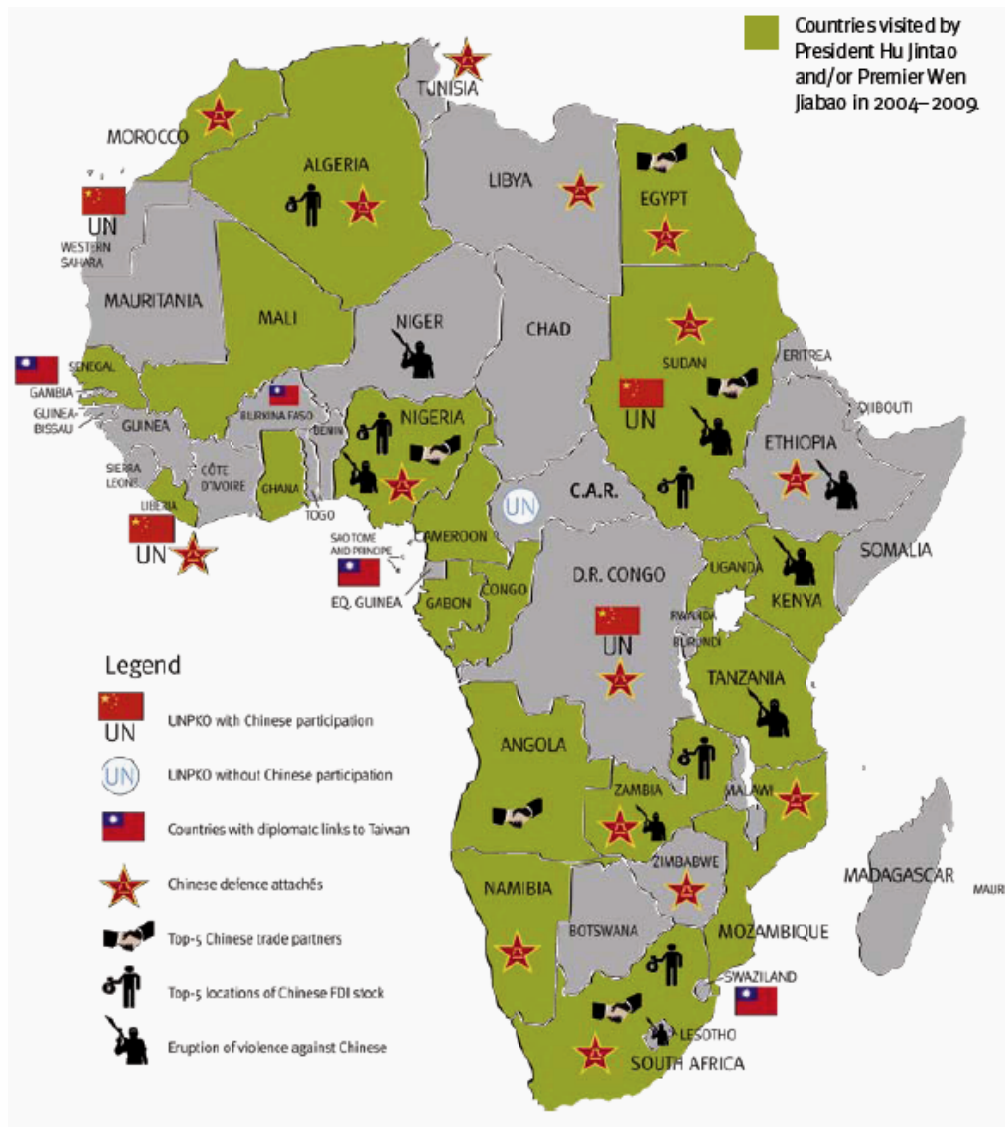 Countries visited by
President Hu Jintao
and/or Premier Wen
Jiabao in 2004–2009.
TUNISIA
MOROCCO
ALGERIA
LIBYA
EGYPT
UN
WESTERN
SAHARA
MAURITANIA
MALI
NIGER
CHAD
SUDAN
ERITREA
SENEGAL
GAMBIA
GUINEA-
BISSAU
GUINEA
BURKINA FASO
BENIN
NIGERIA
UN
DJIBOUTI
ETHIOPIA
SIERRA
LEONE
CÔTE
D'IVOIRE
GHANA
LIBERIA
TOGO
UN
C.A.R.
UN
SAO TOME
AND PRINCIPE
CAMEROON
SOMALIA
EQ. GUINEA
GABON
CONGO
D.R. CONGO
UGANDA
KENYA
RWANDA
BURUNDI
UN
TANZANIA
ANGOLA
ZAMBIA
MALAWI
ZIMBABWE
MADAGASCAR
MAURI
NAMIBIA
BOTSWANA
MOZAMBIQUE
SWAZILAND
LESOTHO
SOUTH AFRICA
Legend
UN
UNPKO with Chinese participation
UN
UNPKO without Chinese participation
Countries with diplomatc links to Taiwan
Chinese defence attachés
Top-5 Chinese trade partners
Top-5 locations of Chinese FDI stock
Eruption of violence against Chinese